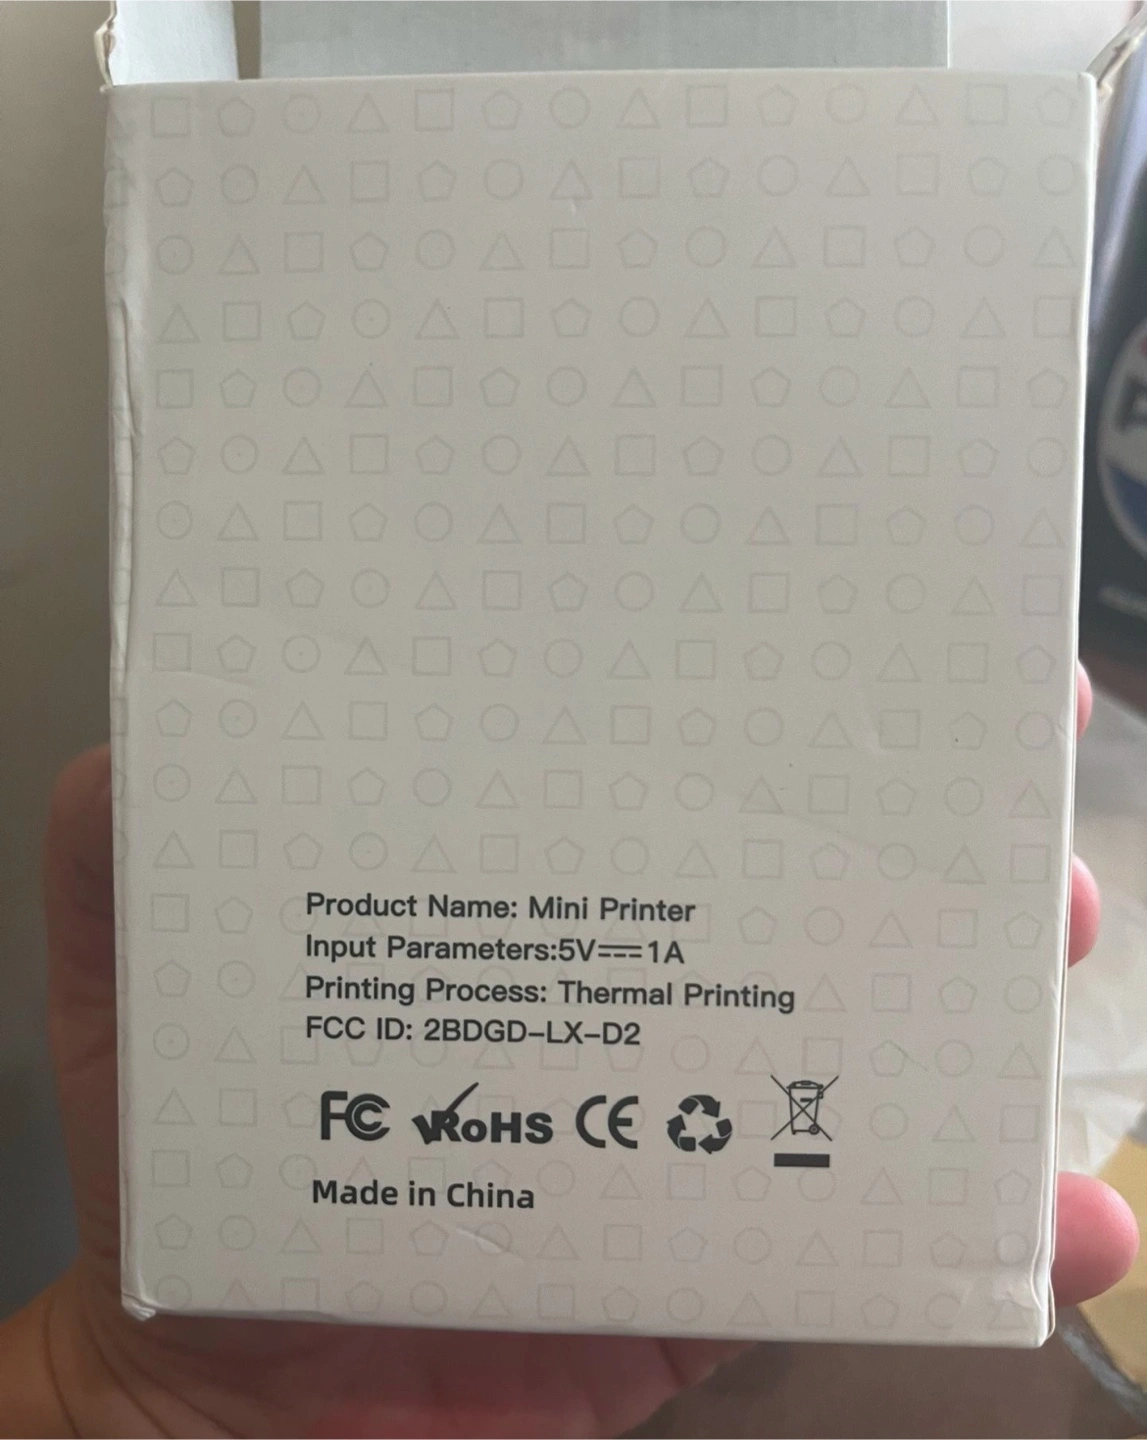 Product Name: Mini Printer
Input Parameters:5V⎓1A
Printing Process: Thermal Printing
FCC ID: 2BDGD-LX-D2
FC RoHS CE
Made in China